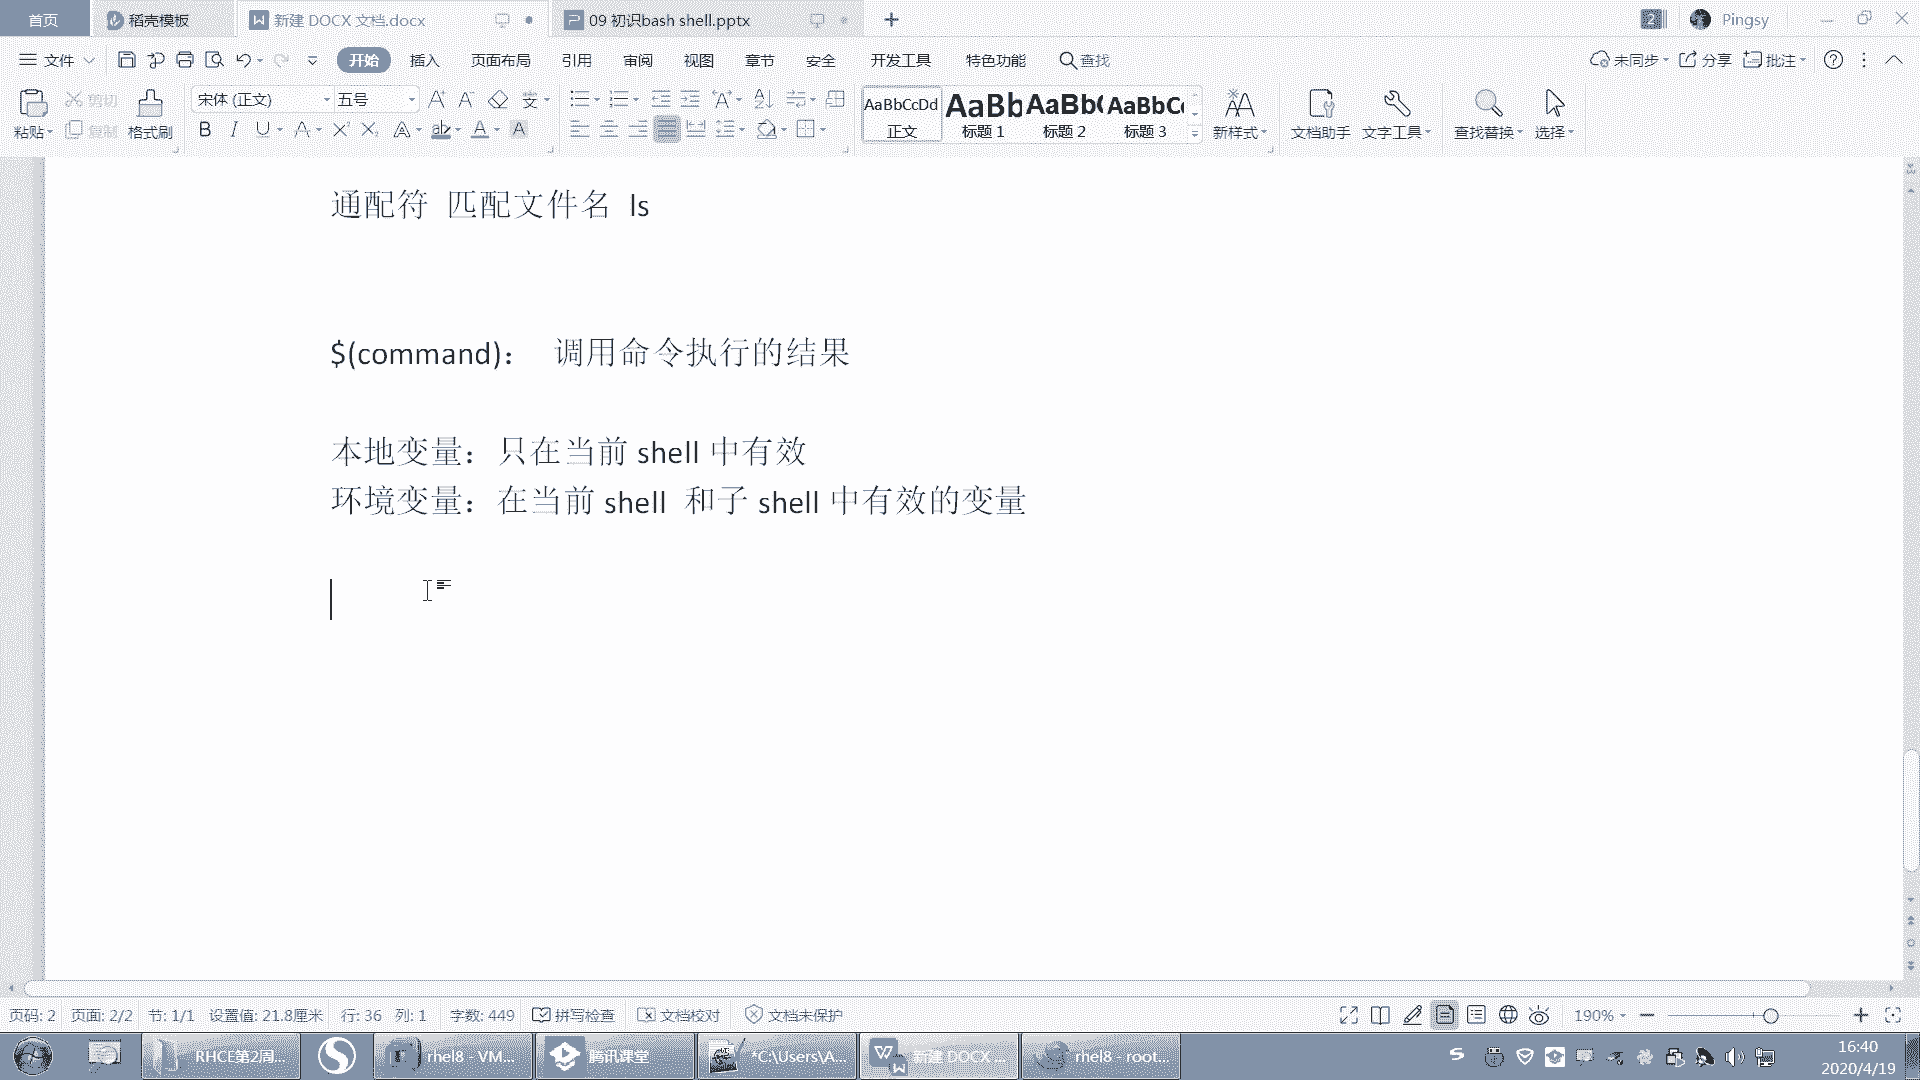 首页 稻壳模板 新建 DOCX 文档.docx 09 初识bash shell.pptx 2 Pingsy
文件 开始 插入 页面布局 引用 审阅 视图 章节 安全 开发工具 特色功能 查找 未同步 分享 批注
粘贴 剪切 复制 格式刷 宋体 (正文) 五号
AaBbCcDd AaBb AaBb( AaBbC
正文 标题 1 标题 2 标题 3 新样式 文档助手 文字工具 查找替换 选择
通配符 匹配文件名 ls
$(command)： 调用命令执行的结果
本地变量：只在当前 shell 中有效
环境变量：在当前 shell 和子 shell 中有效的变量
页码: 2 页面: 2/2 节: 1/1 设置值: 21.8厘米 行: 36 列: 1 字数: 449 拼写检查 文档校对 文档未保护 190%
RHCE第2周... rhel8 - VM... 腾讯课堂 *C:\Users\A... 新建 DOCX ... rhel8 - root... 16:40
2020/4/19